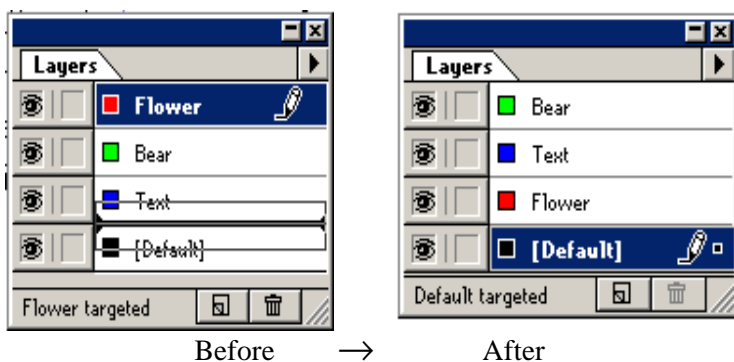 Layers
Flower
Bear
Text
[Default]
Flower targeted
Layers
Bear
Text
Flower
[Default]
Default targeted
Before → After